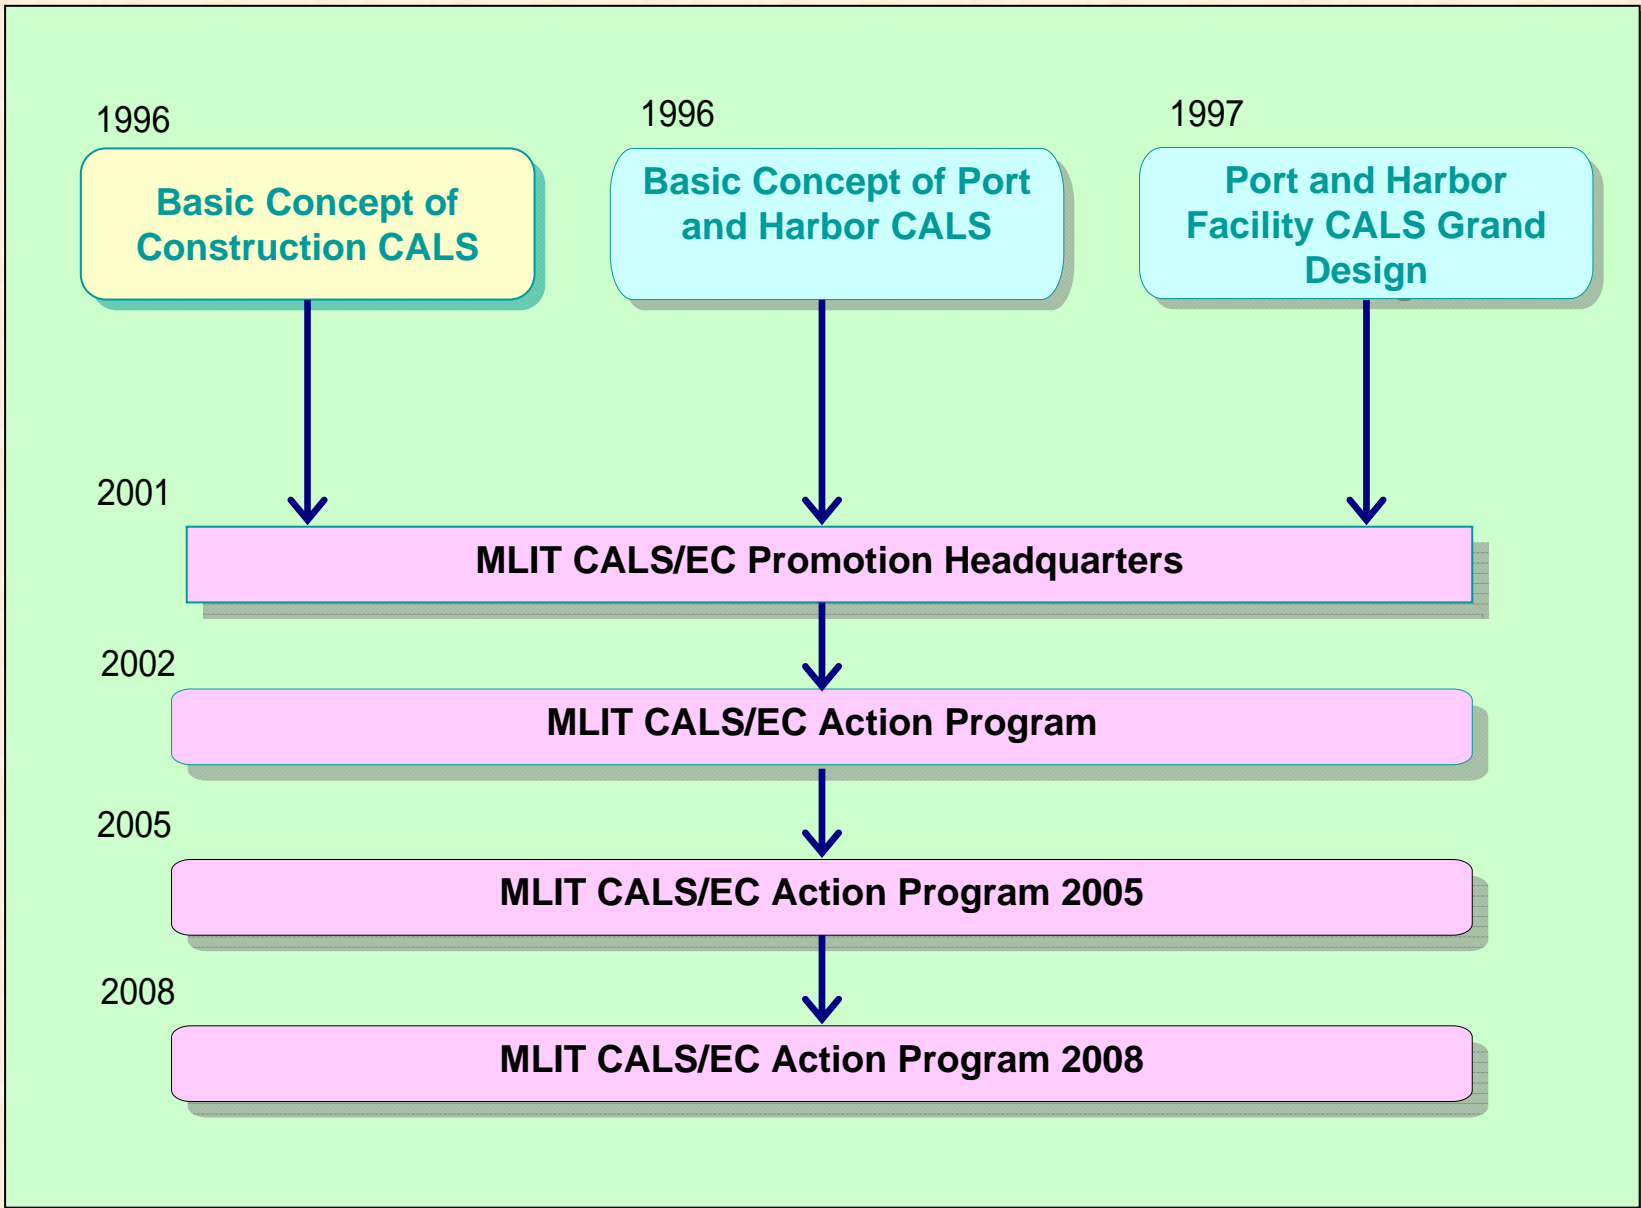 1996
Basic Concept of
Construction CALS
1996
Basic Concept of Port
and Harbor CALS
1997
Port and Harbor
Facility CALS Grand
Design
2001
MLIT CALS/EC Promotion Headquarters
2002
MLIT CALS/EC Action Program
2005
MLIT CALS/EC Action Program 2005
2008
MLIT CALS/EC Action Program 2008